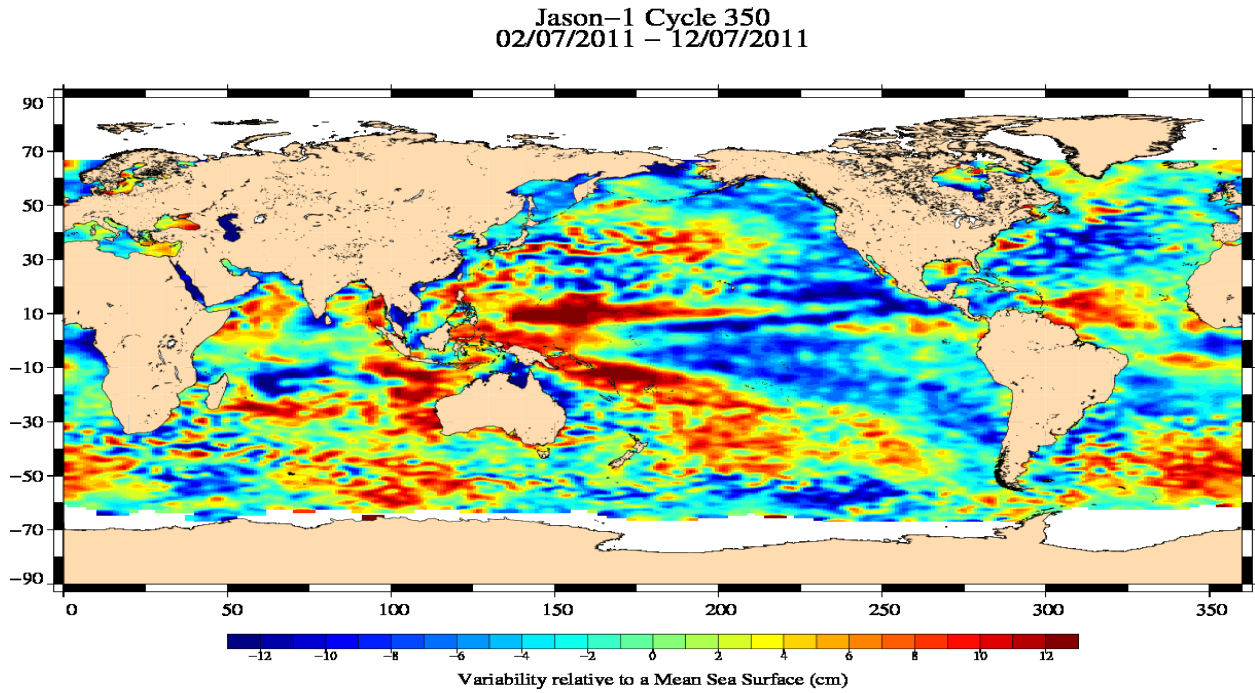 Jason−1 Cycle 350
02/07/2011 − 12/07/2011
90
70
50
30
10
−10
−30
−50
−70
−90
0 50 100 150 200 250 300 350
−12 −10 −8 −6 −4 −2 0 2 4 6 8 10 12
Variability relative to a Mean Sea Surface (cm)